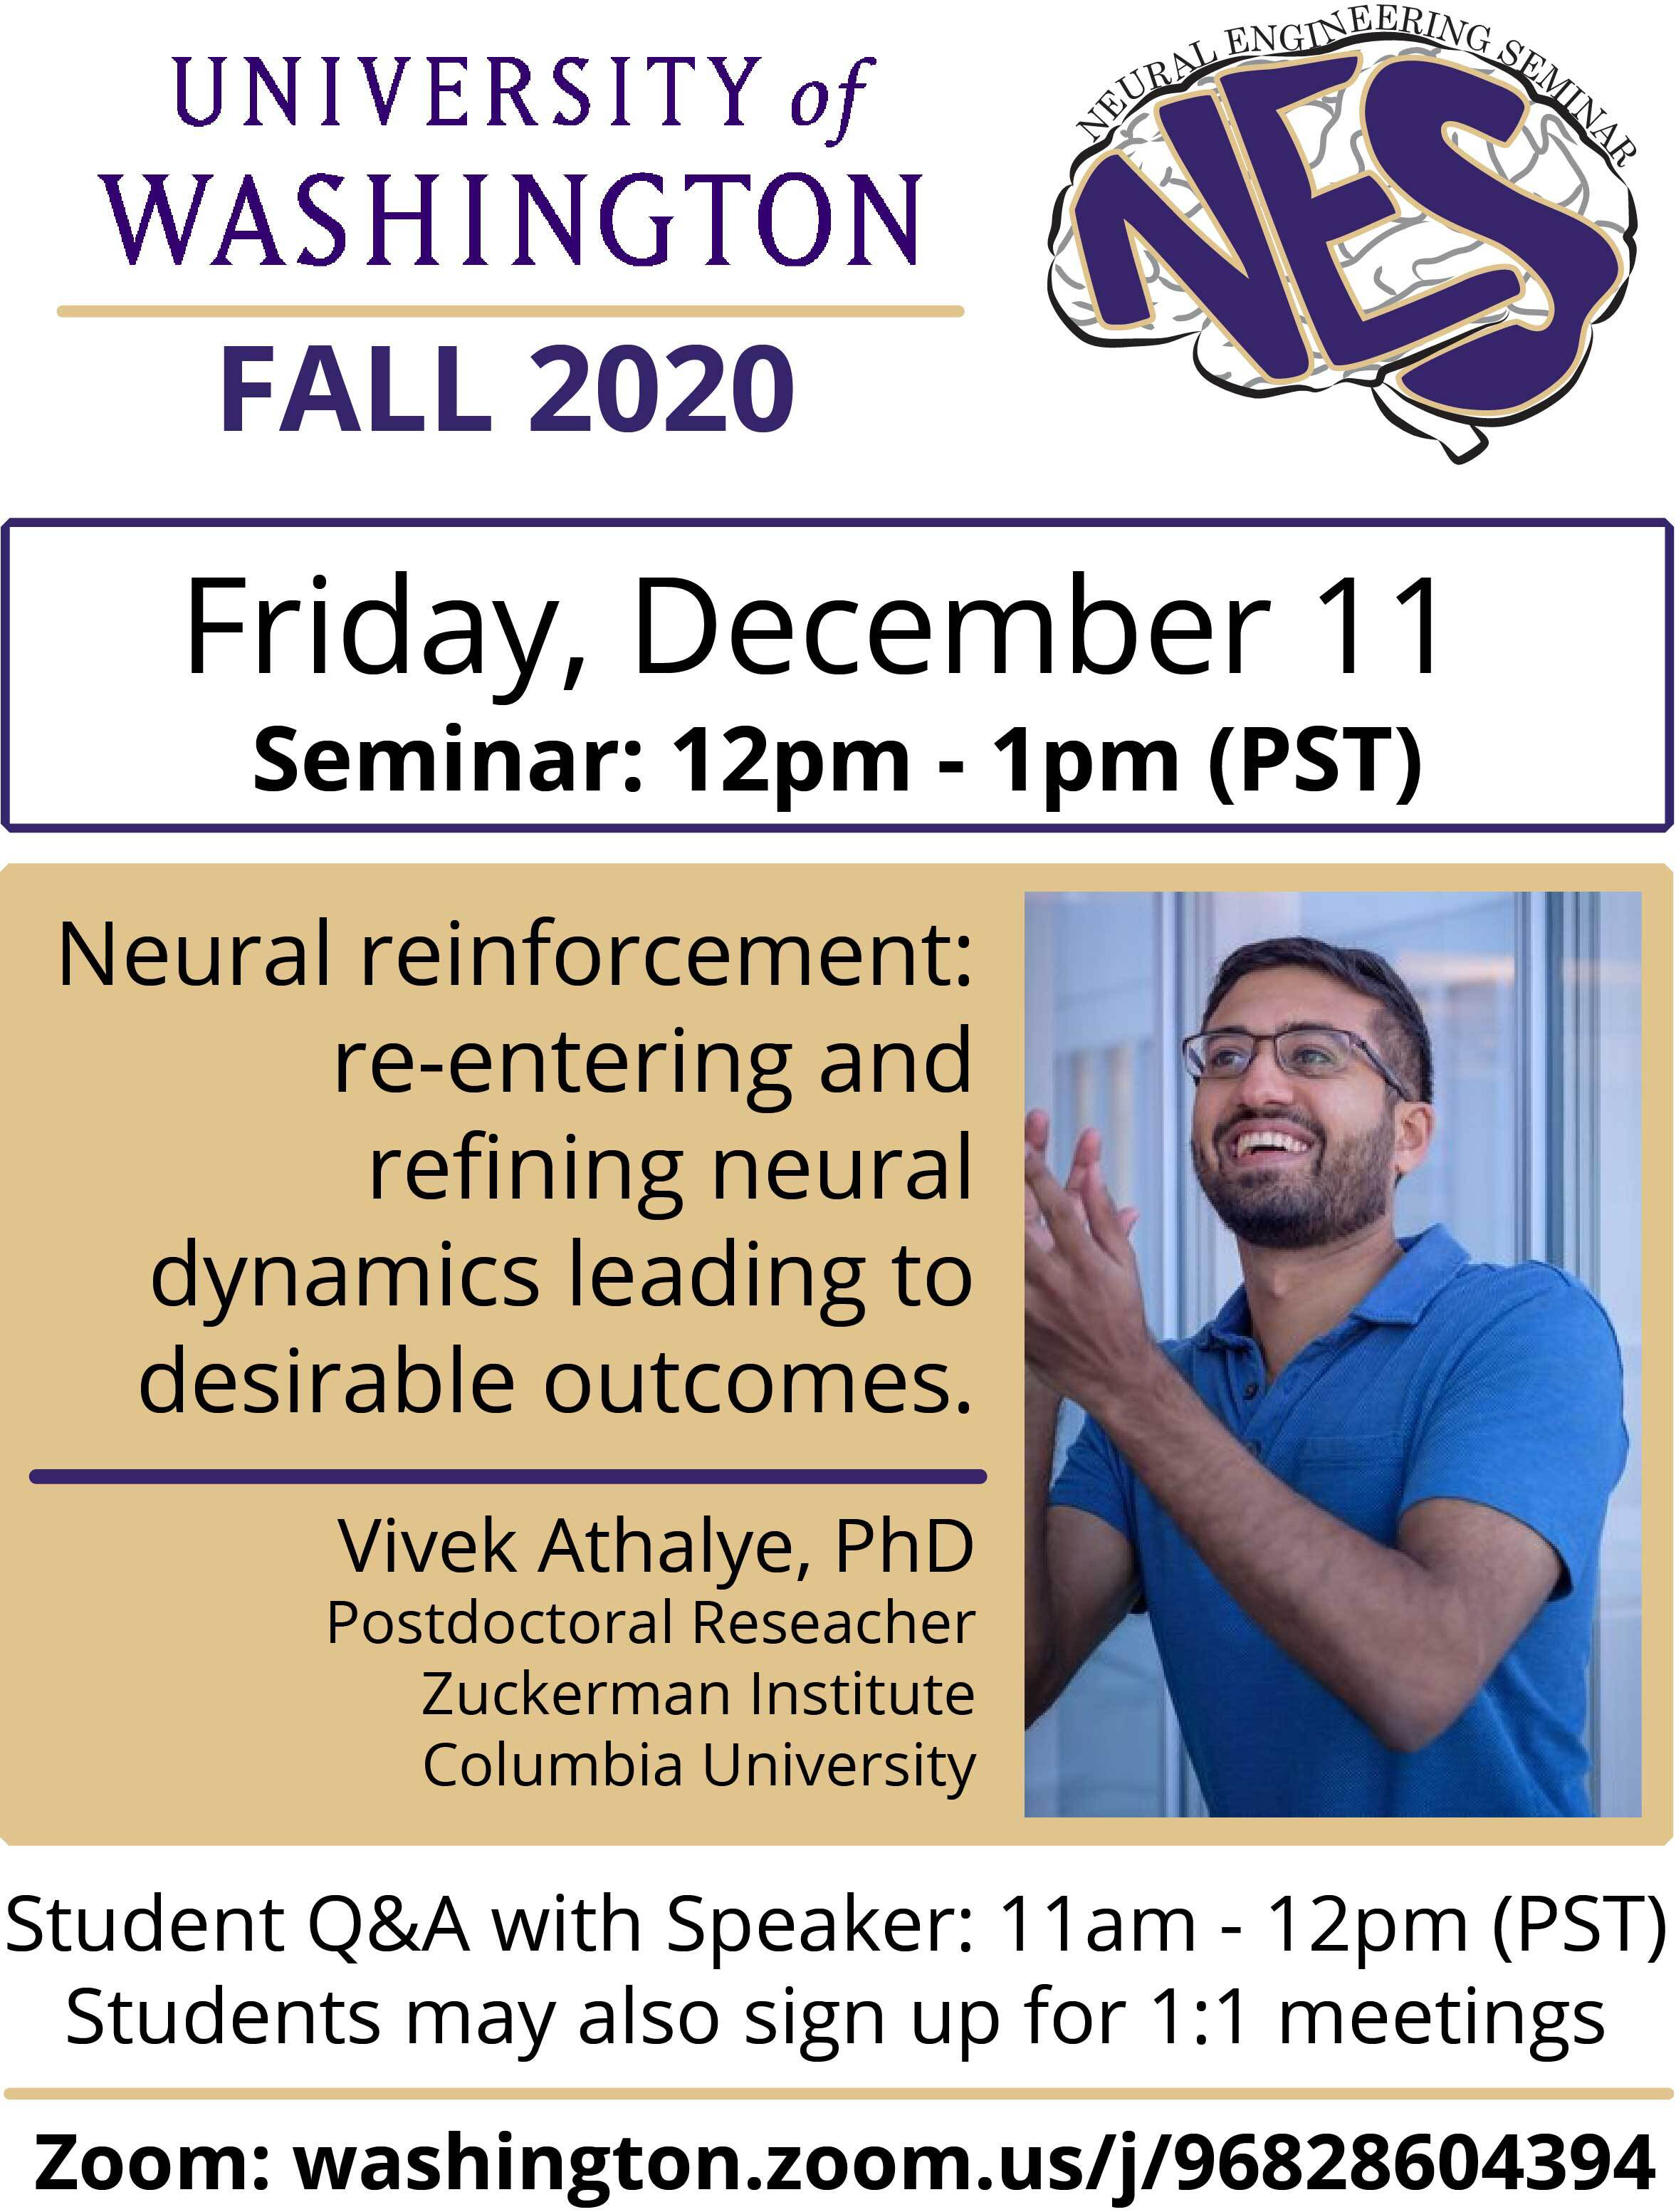 UNIVERSITY of
WASHINGTON
FALL 2020
NEURAL ENGINEERING SEMINAR
NES
Friday, December 11
Seminar: 12pm - 1pm (PST)
Neural reinforcement:
re-entering and
refining neural
dynamics leading to
desirable outcomes.
Vivek Athalye, PhD
Postdoctoral Reseacher
Zuckerman Institute
Columbia University
Student Q&A with Speaker: 11am - 12pm (PST)
Students may also sign up for 1:1 meetings
Zoom: washington.zoom.us/j/96828604394